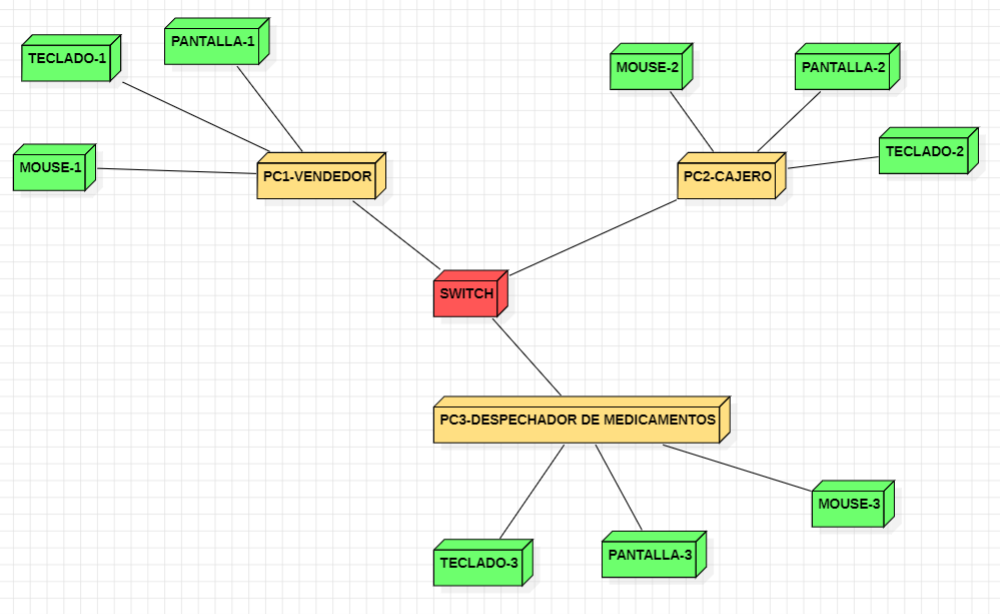 PANTALLA-1
TECLADO-1
MOUSE-2
PANTALLA-2
TECLADO-2
MOUSE-1
PC1-VENDEDOR
PC2-CAJERO
SWITCH
PC3-DESPECHADOR DE MEDICAMENTOS
MOUSE-3
PANTALLA-3
TECLADO-3